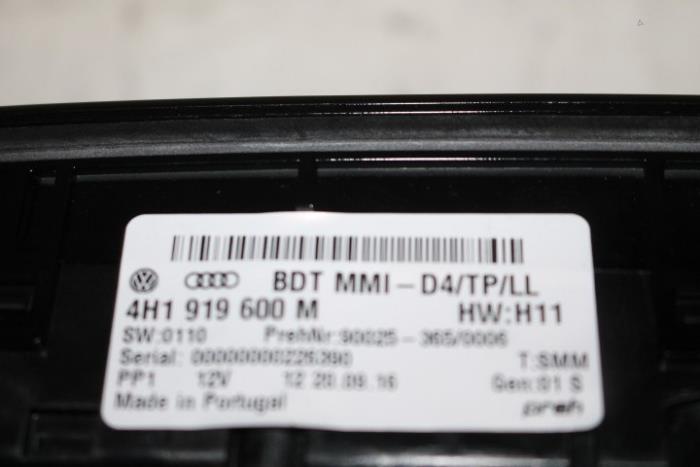 BDT MMI - D4/TP/LL
4H1 919 600 M HW:H11
SW:0110 PrehNr:90025 - 365/0006
Serial: 00000000226390 T:SMM
PP1 12V 12 20.09.16 Gen:01 S
Made in Portugal preh